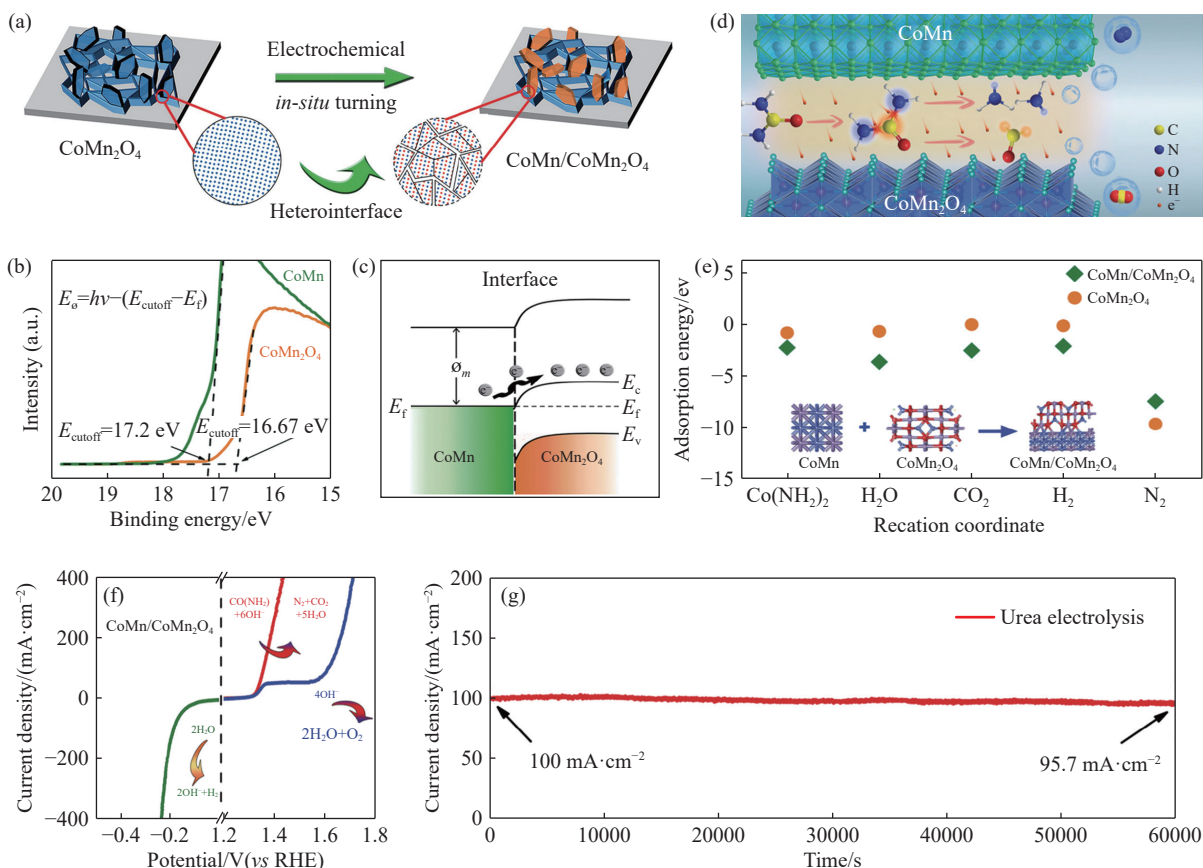 (a)
Electrochemical
in-situ turning
CoMn₂O₄
CoMn/CoMn₂O₄
Heterointerface
(d)
CoMn
CoMn₂O₄
C
N
O
H
e⁻
(b)
Eø=hν−(Ecutoff−Ef)
CoMn
CoMn₂O₄
Ecutoff=17.2 eV
Ecutoff=16.67 eV
Intensity (a.u.)
20 19 18 17 16 15
Binding energy/eV
(c)
Interface
øm
e⁻ e⁻ e⁻ e⁻ e⁻
Ec
Ef
Ef
Ev
CoMn
CoMn₂O₄
(e)
5
0
−5
−10
−15
Adsorption energy/ev
CoMn/CoMn₂O₄
CoMn₂O₄
CoMn
CoMn₂O₄
CoMn/CoMn₂O₄
Co(NH₂)₂ H₂O CO₂ H₂ N₂
Recation coordinate
(f)
400
200
0
−200
−400
Current density/(mA·cm⁻²)
CoMn/CoMn₂O₄
CO(NH₂)
+6OH⁻
N₂+CO₂
+5H₂O
4OH⁻
2H₂O+O₂
2H₂O
2OH⁻+H₂
−0.4 −0.2 1.2 1.4 1.6 1.8
Potential/V(vs RHE)
(g)
200
150
100
50
0
Current density/(mA·cm⁻²)
Urea electrolysis
100 mA·cm⁻²
95.7 mA·cm⁻²
0 10000 20000 30000 40000 50000 60000
Time/s